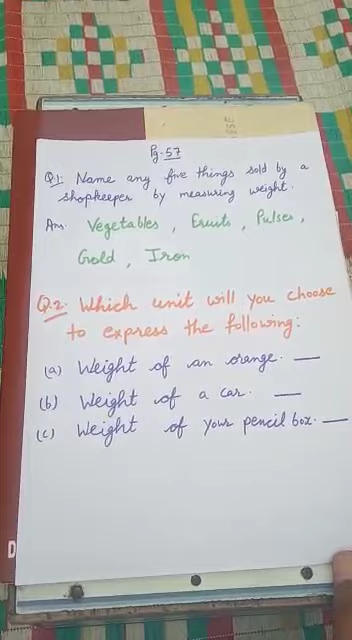 Pg. 57
Q.1: Name any five things sold by a
shopkeeper by measuring weight.
Ans. Vegetables, Fruits, Pulses,
Gold, Iron
Q.2. Which unit will you choose
to express the following:
(a) Weight of an orange. —
(b) Weight of a car. —
(c) Weight of your pencil box. —
D